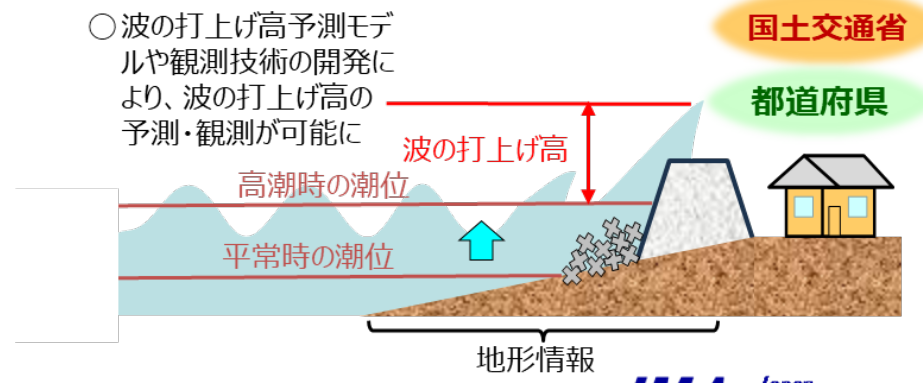 ○波の打上げ高予測モデ
ルや観測技術の開発に
より、波の打上げ高の
予測・観測が可能に
国土交通省
都道府県
波の打上げ高
高潮時の潮位
平常時の潮位
地形情報